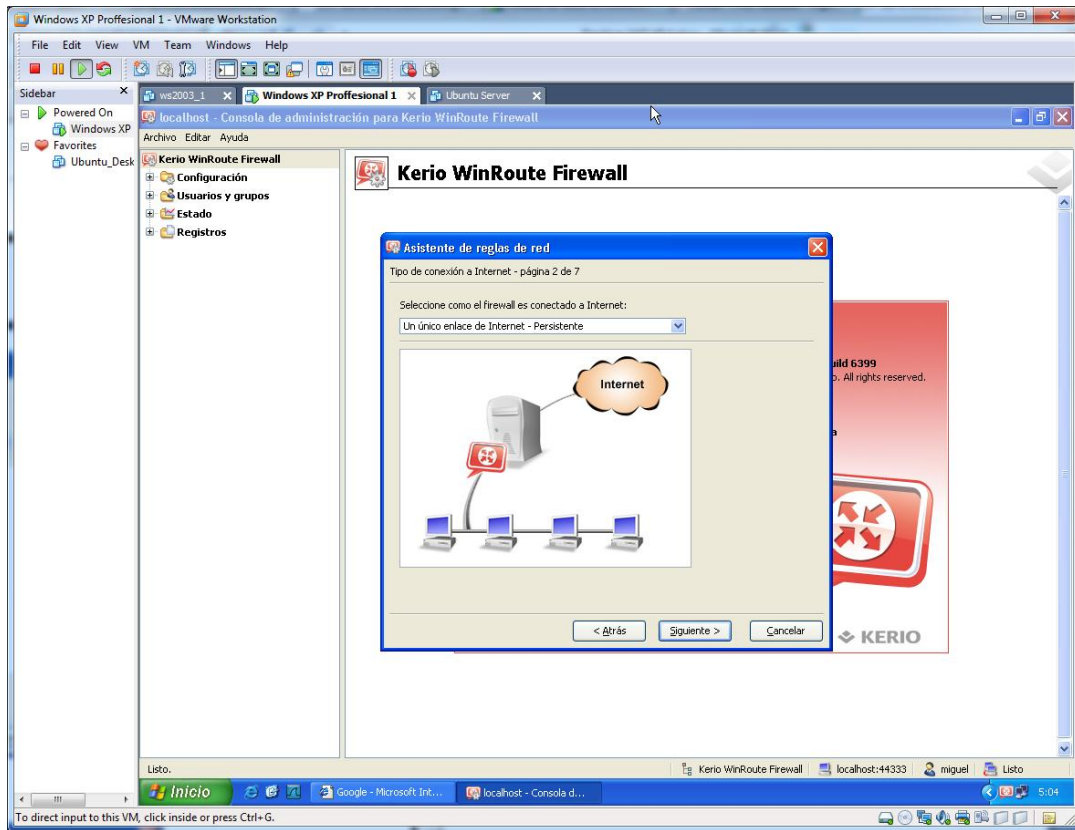 Windows XP Proffesional 1 - VMware Workstation
File Edit View VM Team Windows Help
Sidebar
Powered On
Windows XP
Favorites
Ubuntu_Desk
ws2003_1
Windows XP Proffesional 1
Ubuntu Server
localhost - Consola de administración para Kerio WinRoute Firewall
Archivo Editar Ayuda
Kerio WinRoute Firewall
Configuración
Usuarios y grupos
Estado
Registros
Kerio WinRoute Firewall
Asistente de reglas de red
Tipo de conexión a Internet - página 2 de 7
Seleccione como el firewall es conectado a Internet:
Un único enlace de Internet - Persistente
Internet
< Atrás
Siguiente >
Cancelar
uild 6399
. All rights reserved.
a
KERIO
Listo.
Kerio WinRoute Firewall
localhost:44333
miguel
Listo
Inicio
Google - Microsoft Int...
localhost - Consola d...
5:04
To direct input to this VM, click inside or press Ctrl+G.